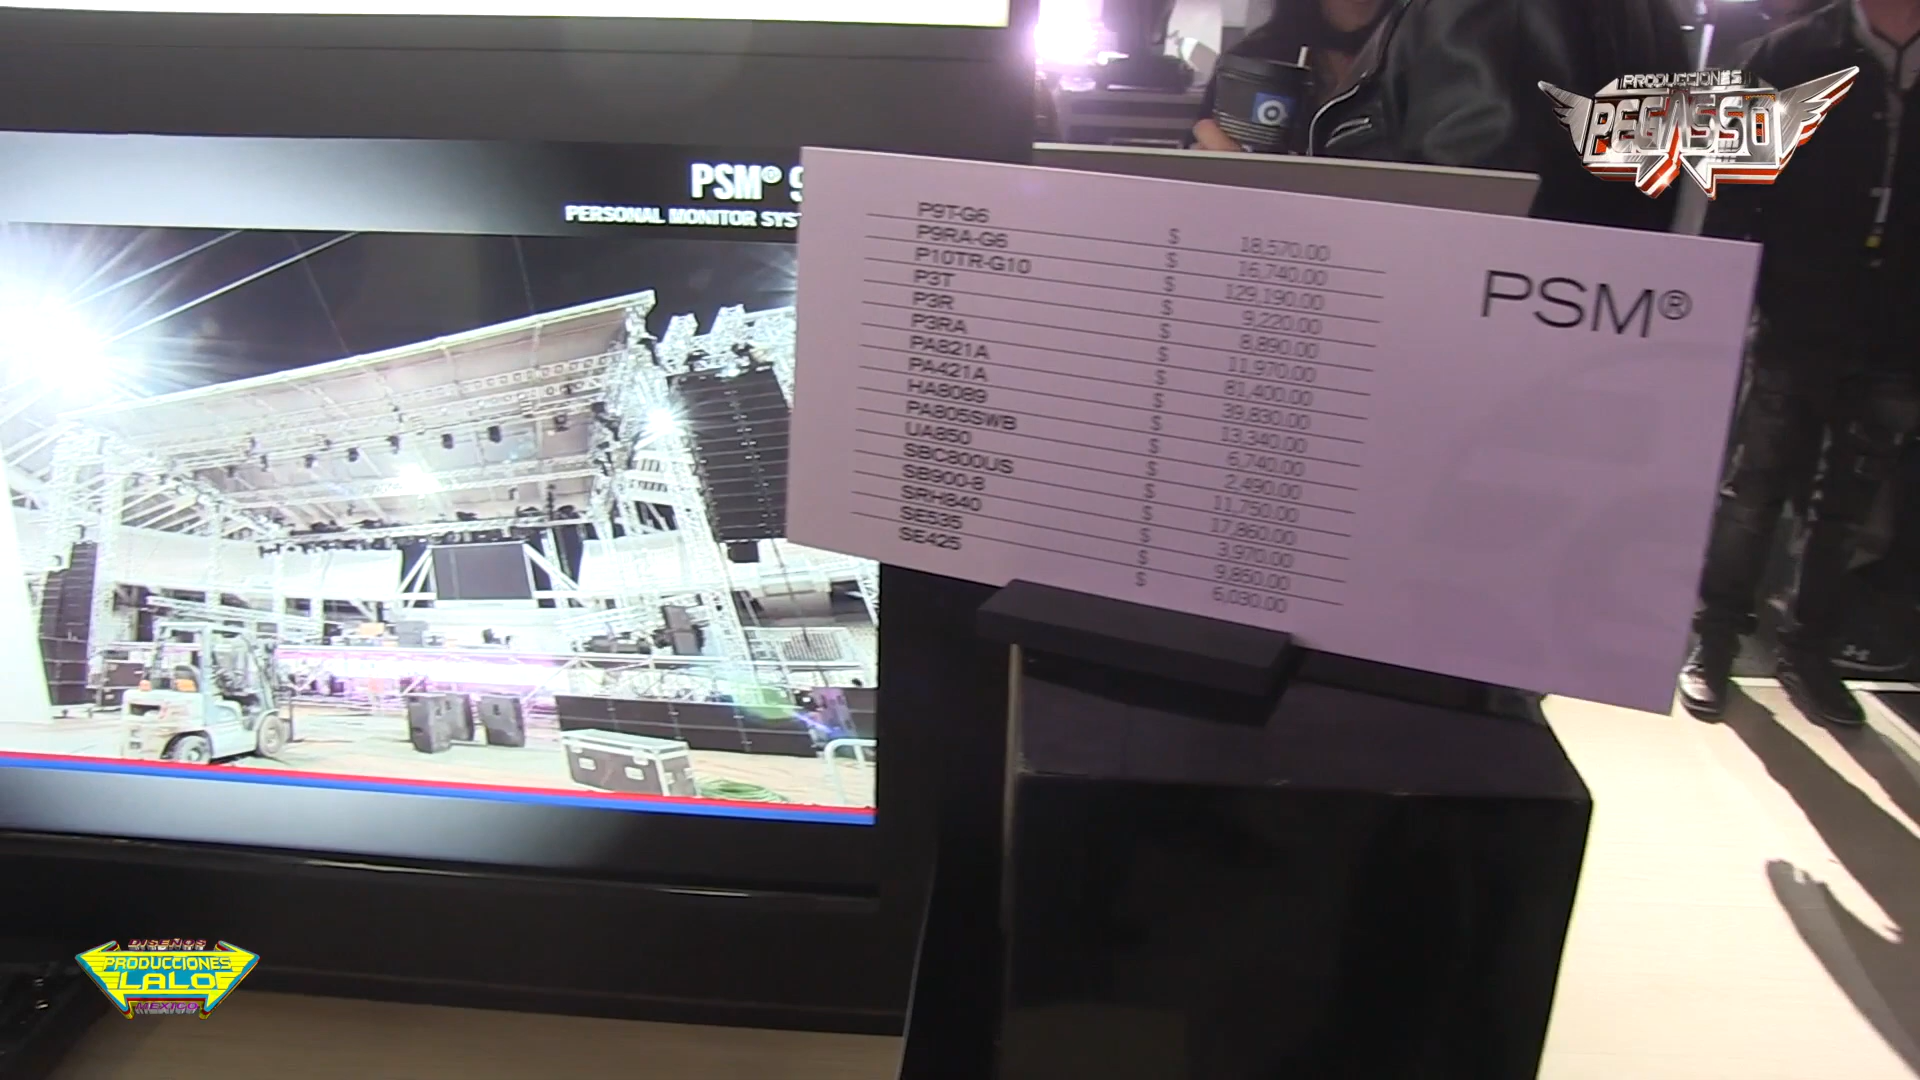 PSM® 9
PERSONAL MONITOR SYST
PRODUCCIONES
PEGASSO
PSM®
P9T-G6 $ 18,570.00
P9RA-G6 $ 16,740.00
P10TR-G10 $ 129,190.00
P3T $ 9,220.00
P3R $ 8,890.00
P3RA $ 11,970.00
PA821A $ 81,400.00
PA421A $ 39,830.00
HA8089 $ 13,340.00
PA805SWB $ 6,740.00
UA850 $ 2,490.00
SBC800US $ 11,750.00
SB900-8 $ 17,860.00
SRH840 $ 3,970.00
SE535 $ 9,850.00
SE425 $ 6,030.00
DISEÑOS
PRODUCCIONES
LALO
MEXICO